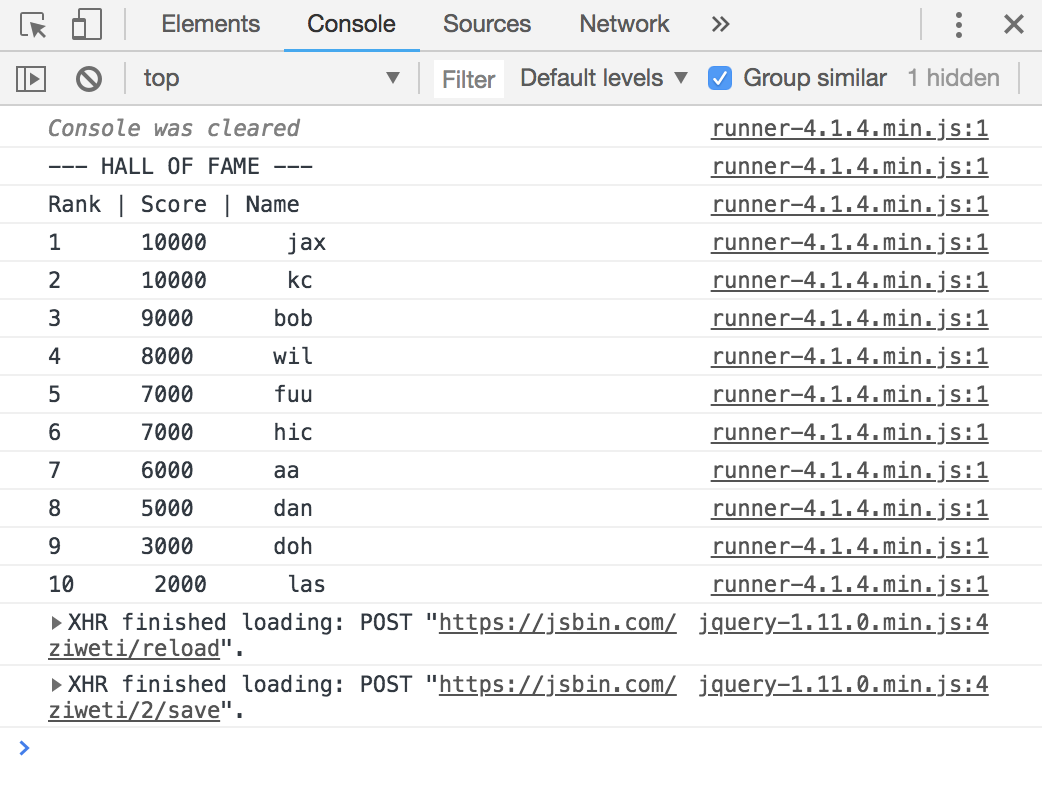 Elements Console Sources Network »
top Filter Default levels Group similar 1 hidden
Console was cleared runner-4.1.4.min.js:1
--- HALL OF FAME --- runner-4.1.4.min.js:1
Rank | Score | Name runner-4.1.4.min.js:1
1 10000 jax runner-4.1.4.min.js:1
2 10000 kc runner-4.1.4.min.js:1
3 9000 bob runner-4.1.4.min.js:1
4 8000 wil runner-4.1.4.min.js:1
5 7000 fuu runner-4.1.4.min.js:1
6 7000 hic runner-4.1.4.min.js:1
7 6000 aa runner-4.1.4.min.js:1
8 5000 dan runner-4.1.4.min.js:1
9 3000 doh runner-4.1.4.min.js:1
10 2000 las runner-4.1.4.min.js:1
XHR finished loading: POST "https://jsbin.com/ jquery-1.11.0.min.js:4
ziweti/reload".
XHR finished loading: POST "https://jsbin.com/ jquery-1.11.0.min.js:4
ziweti/2/save".